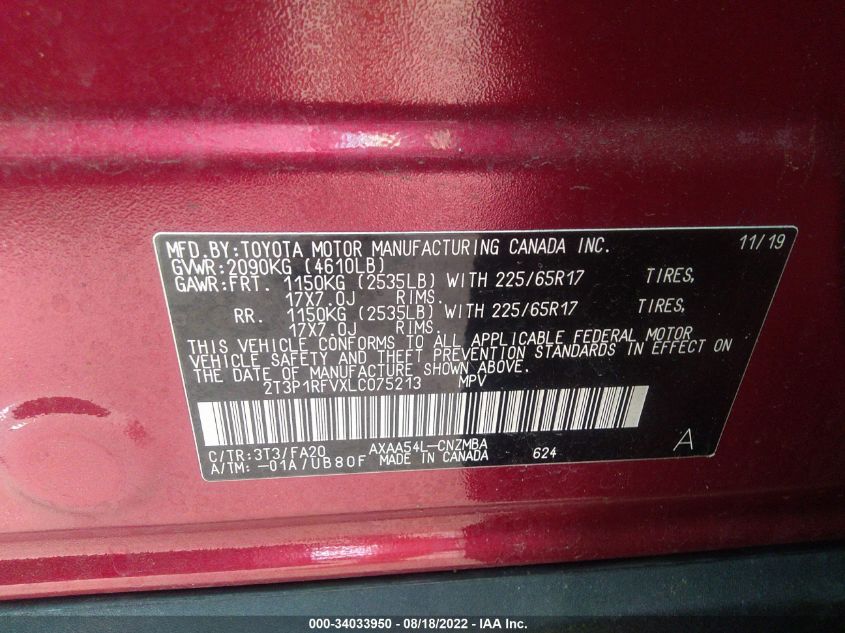 MFD.BY:TOYOTA MOTOR MANUFACTURING CANADA INC. 11/19
GVWR:2090KG (4610LB)
GAWR:FRT. 1150KG (2535LB) WITH 225/65R17 TIRES,
17X7.0J RIMS.
RR. 1150KG (2535LB) WITH 225/65R17 TIRES,
17X7.0J RIMS.
THIS VEHICLE CONFORMS TO ALL APPLICABLE FEDERAL MOTOR
VEHICLE SAFETY AND THEFT PREVENTION STANDARDS IN EFFECT ON
THE DATE OF MANUFACTURE SHOWN ABOVE.
2T3P1RFVXLC075213 MPV
A
C/TR:3T3/FA20 AXAA54L-CNZMBA
A/TM: -01A/UB80F MADE IN CANADA 624
000-34033950 - 08/18/2022 - IAA Inc.